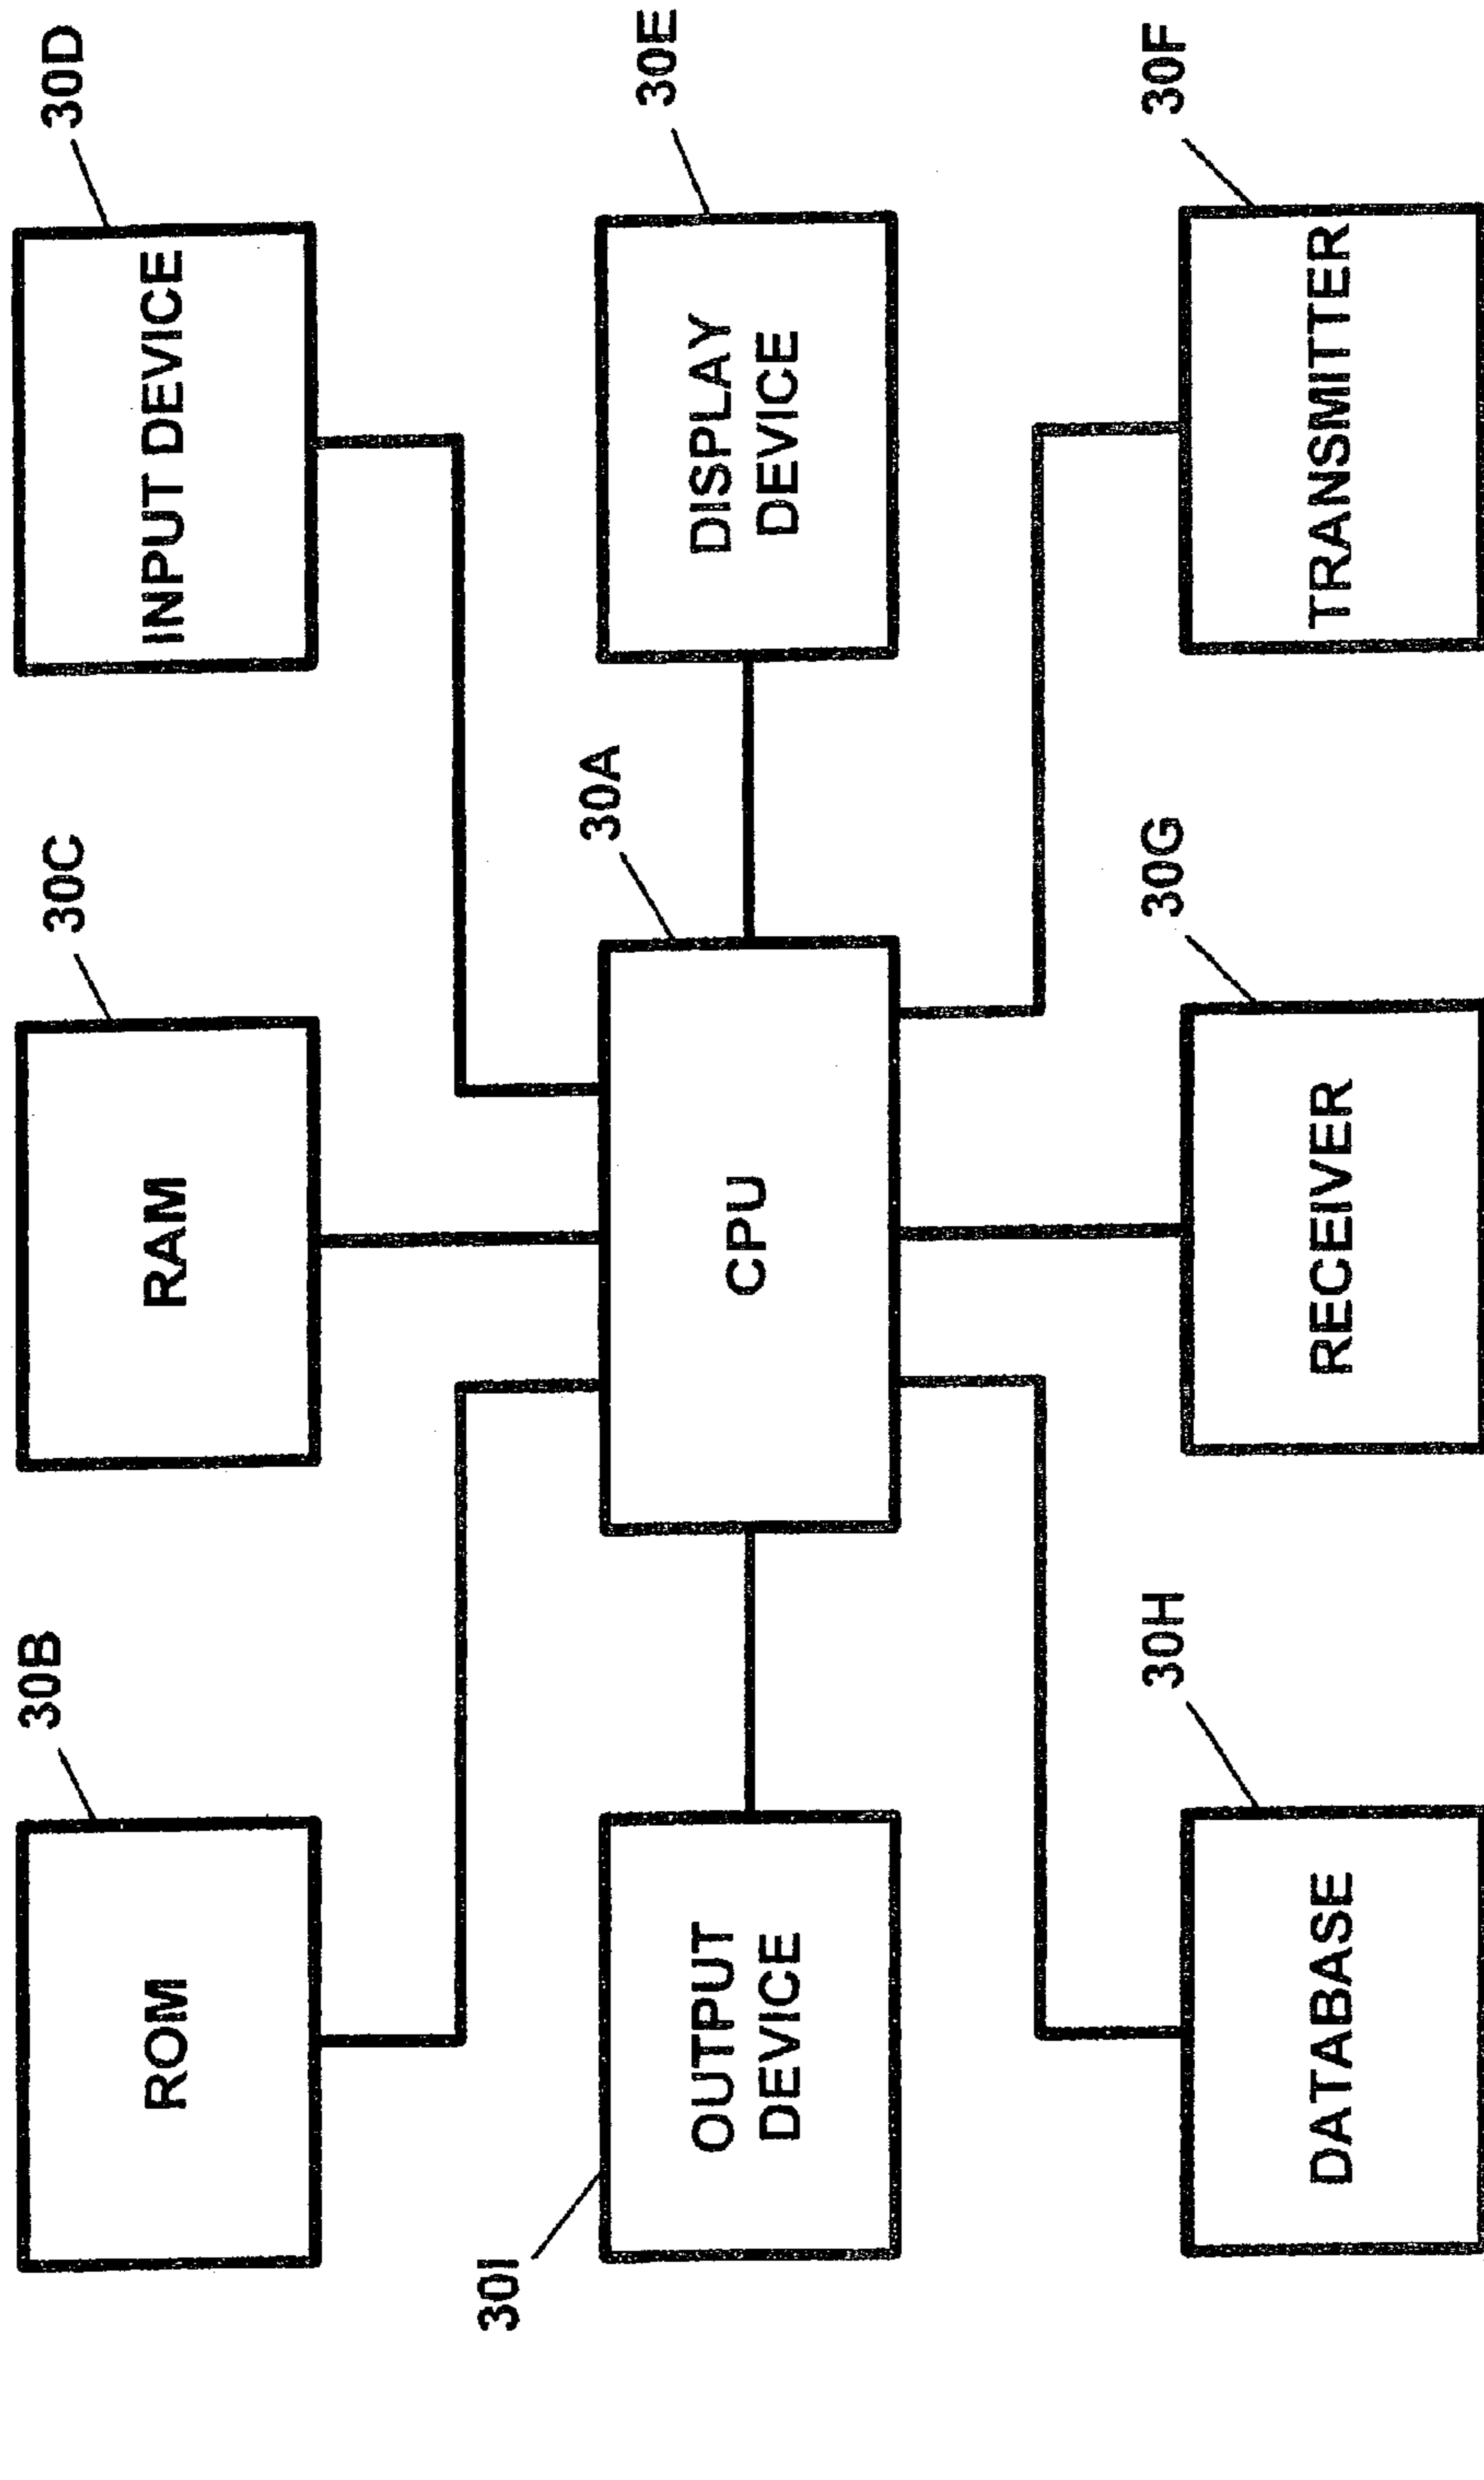 30B
30C
30D
ROM
RAM
INPUT DEVICE
30I
30A
30E
OUTPUT
DEVICE
CPU
DISPLAY
DEVICE
30H
30G
30F
DATABASE
RECEIVER
TRANSMITTER